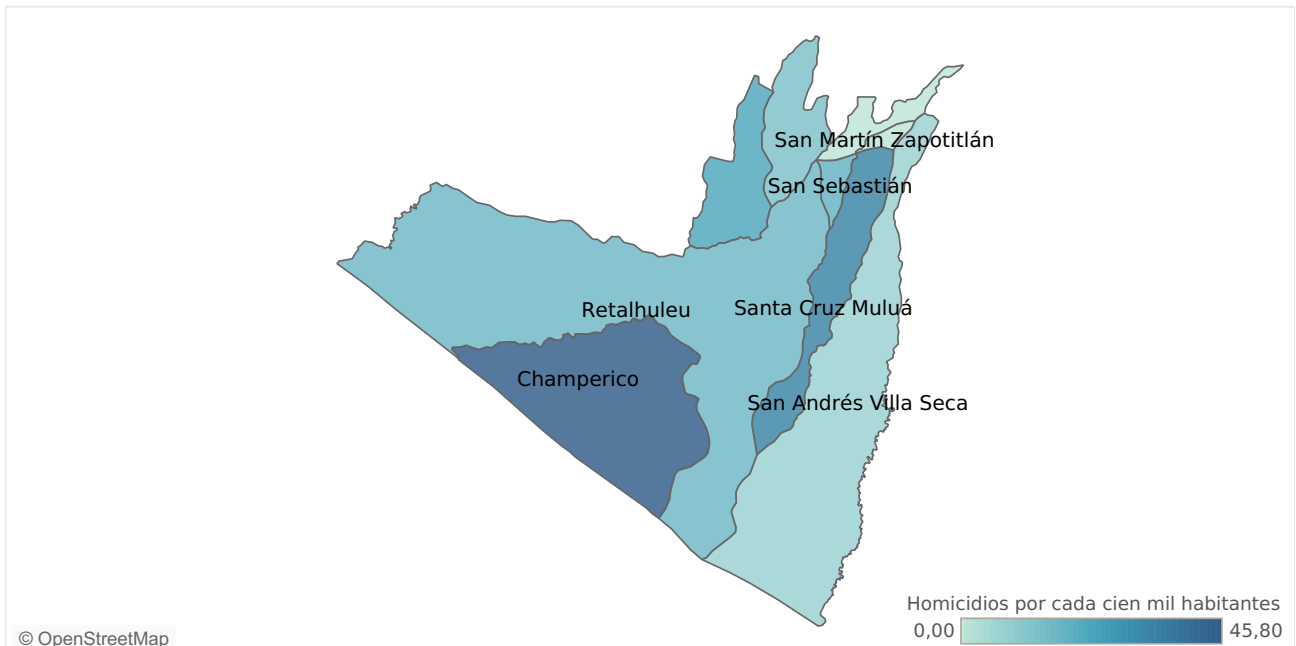 San Martín Zapotitlán
San Sebastián
Retalhuleu
Santa Cruz Muluá
Champerico
San Andrés Villa Seca
Homicidios por cada cien mil habitantes
0,00
45,80
© OpenStreetMap